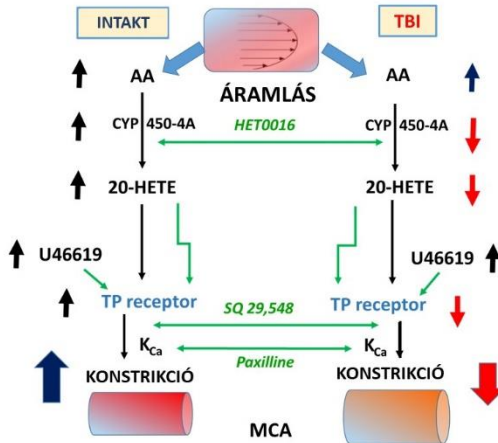 INTAKT
TBI
AA
ÁRAMLÁS
AA
CYP 450-4A
HET0016
CYP 450-4A
20-HETE
20-HETE
U46619
U46619
TP receptor
SQ 29,548
TP receptor
KCa
Paxilline
KCa
KONSTRIKCIÓ
KONSTRIKCIÓ
MCA